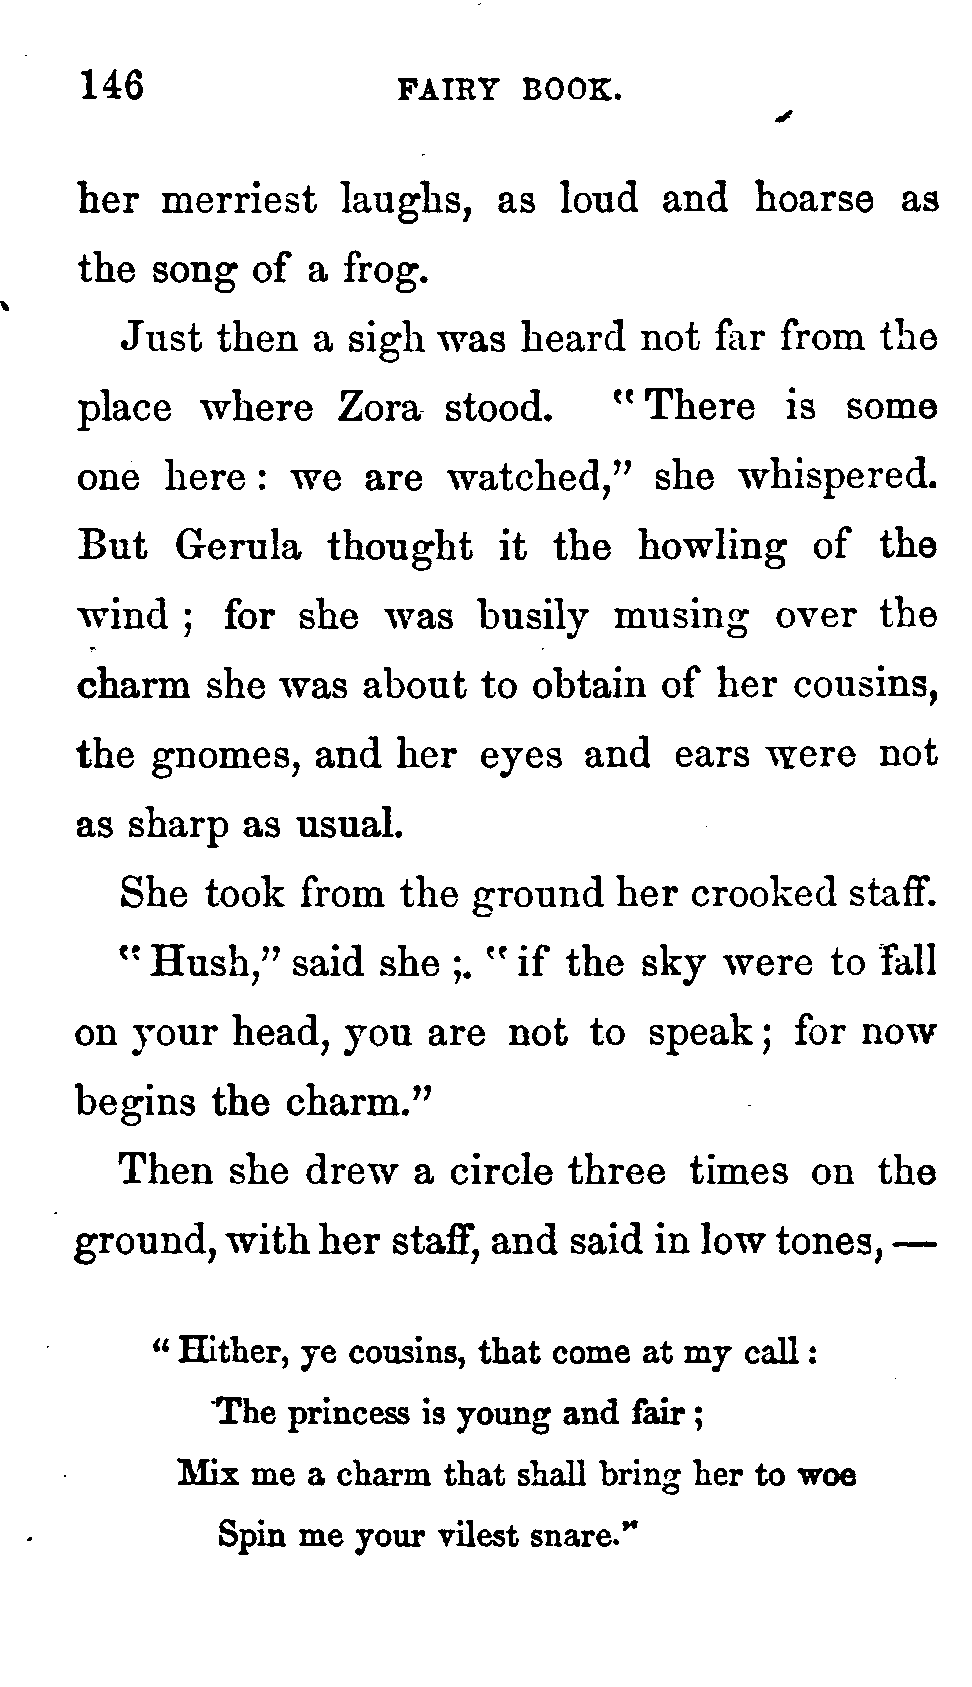 146 FAIRY BOOK.
her merriest laughs, as loud and hoarse as
the song of a frog.
Just then a sigh was heard not far from the
place where Zora stood. "There is some
one here: we are watched," she whispered.
But Gerula thought it the howling of the
wind ; for she was busily musing over the
charm she was about to obtain of her cousins,
the gnomes, and her eyes and ears were not
as sharp as usual.
She took from the ground her crooked staff.
"Hush," said she ;. "if the sky were to fall
on your head, you are not to speak; for now
begins the charm."
Then she drew a circle three times on the
ground, with her staff, and said in low tones, —
"Hither, ye cousins, that come at my call :
The princess is young and fair ;
Mix me a charm that shall bring her to woe
Spin me your vilest snare."